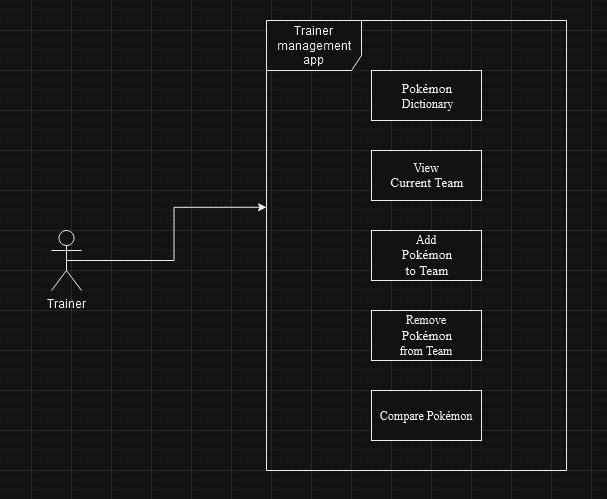 Trainer
management
app
Pokémon
Dictionary
View
Current Team
Add
Pokémon
to Team
Trainer
Remove
Pokémon
from Team
Compare Pokémon